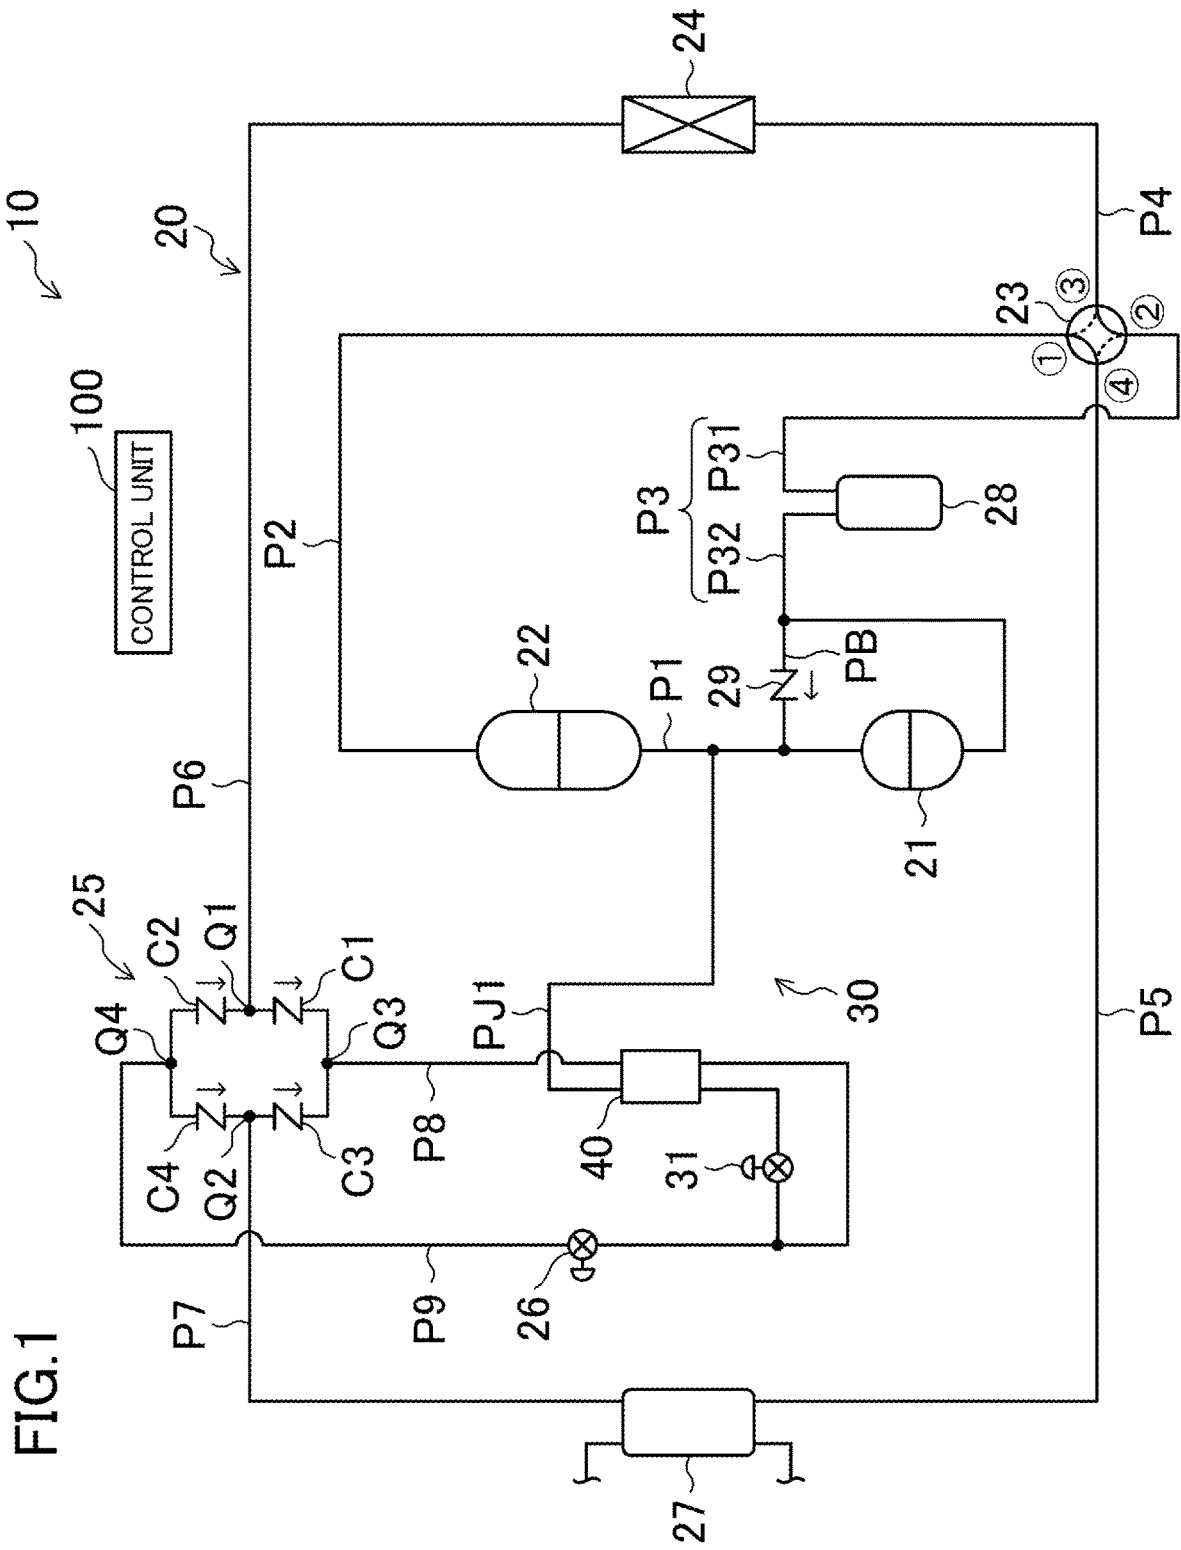 FIG.1
10
20
100
CONTROL UNIT
24
25
P6
P2
C2
Q1
Q4
C1
Q3
C4
Q2
C3
P7
P8
P9
PJ1
22
P1
P3
P32
P31
29
PB
28
21
30
40
31
26
27
23
①
②
③
④
P4
P5